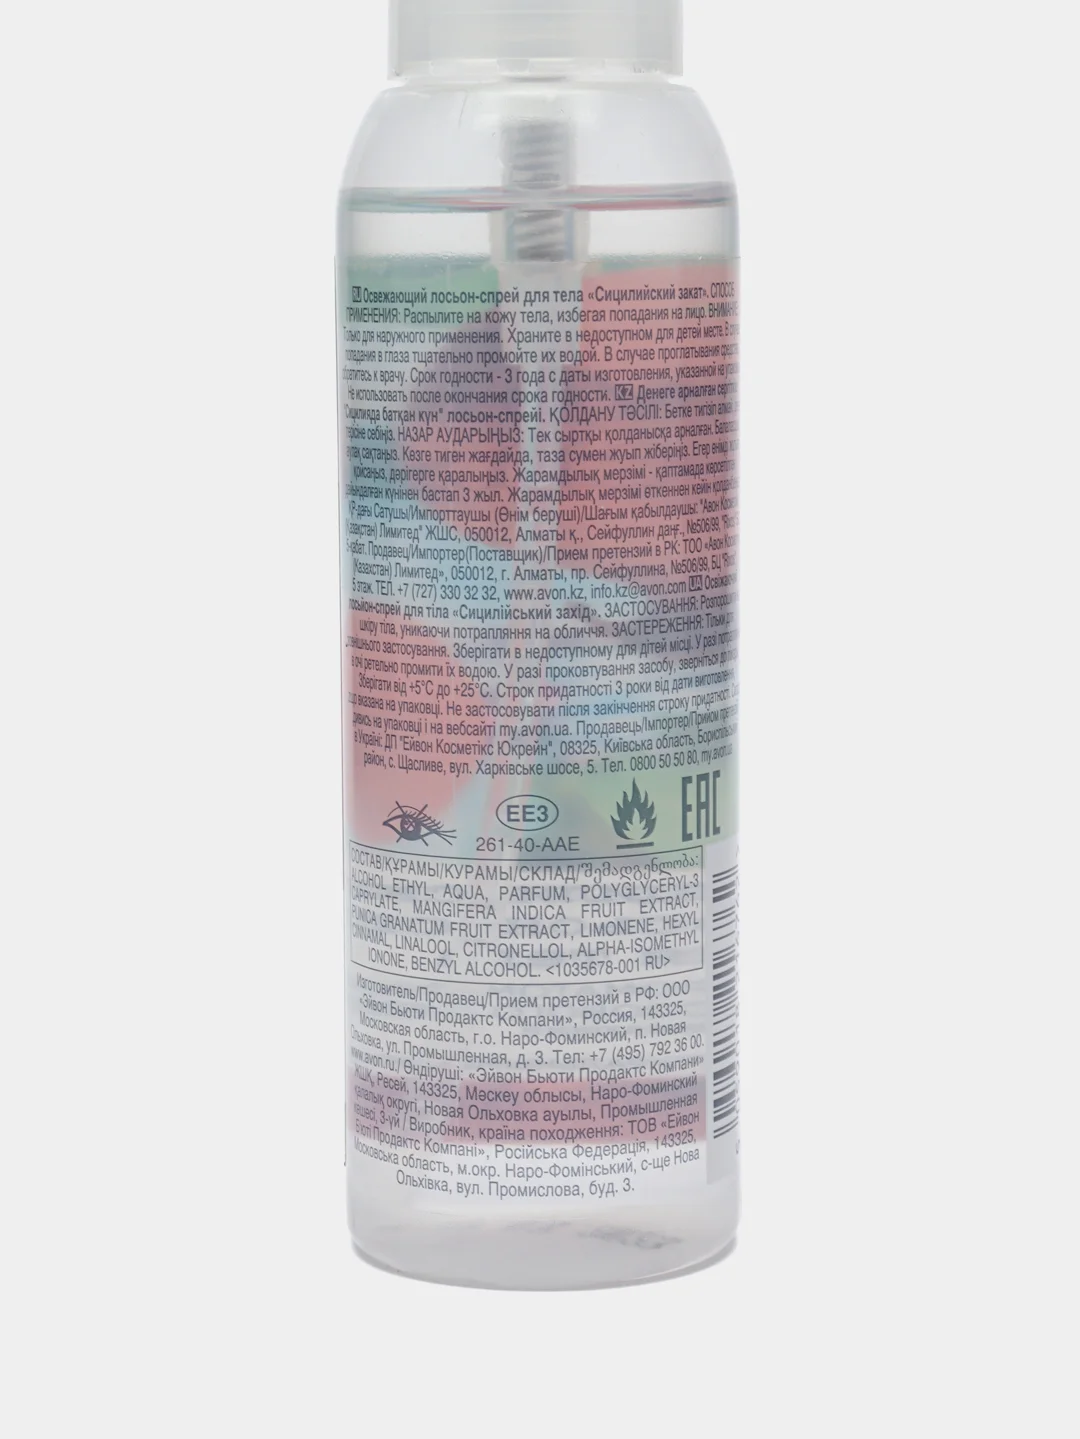 RU Освежающий лосьон-спрей для тела «Сицилийский закат». СПОСОБ
ПРИМЕНЕНИЯ: Распылите на кожу тела, избегая попадания на лицо. ВНИМАНИЕ:
Только для наружного применения. Храните в недоступном для детей месте. В
попадания в глаза тщательно промойте их водой. В случае проглатывания средства
обратитесь к врачу. Срок годности - 3 года с даты изготовления, указанной на
Не использовать после окончания срока годности. KZ Денеге арналған
"Сицилияда батқан күн" лосьон-спрейі. ҚОЛДАНУ ТӘСІЛІ: Бетке тигізіп алмай,
теріңізге себіңіз. НАЗАР АУДАРЫҢЫЗ: Тек сыртқы қолданысқа арналған.
сақтаңыз. Көзге тиген жағдайда, таза сумен жуып жіберіңіз. Егер өнімді
дәрігерге қаралыңыз. Жарамдылық мерзімі - қаптамада көрсетілген
күнінен бастап 3 жыл. Жарамдылық мерзімі өткеннен кейін
ҚР-дағы Сатушы/Импорттаушы (Өнім беруші)/Шағым қабылдаушы: "Авон
(Қазақстан) Лимитед" ЖШС, 050012, Алматы қ., Сейфуллин даңғ., №506/99,
5-қабат. Продавец/Импортер(Поставщик)/Прием претензий в РК: ТОО «Авон
(Казахстан) Лимитед», 050012, г. Алматы, пр. Сейфуллина, №506/99, БЦ
5 этаж. ТЕЛ. +7 (727) 330 32 32, www.avon.kz, info.kz@avon.com UA
лосьйон-спрей для тіла «Сицилійський захід». ЗАСТОСУВАННЯ:
шкіру тіла, уникаючи потрапляння на обличчя. ЗАСТЕРЕЖЕННЯ: Тільки для
зовнішнього застосування. Зберігати в недоступному для дітей місці. У разі
в очі ретельно промити їх водою. У разі проковтування засобу, зверніться до
Зберігати від +5°C до +25°C. Строк придатності 3 роки від дати виготовлення,
що вказана на упаковці. Не застосовувати після закінчення строку придатності.
дивись на упаковці і на вебсайті my.avon.ua. Продавець/Імпортер/Прийом
в Україні: ДП "Ейвон Косметікс Юкрейн", 08325, Київська область,
район, с. Щасливе, вул. Харківське шосе, 5. Тел. 0800 50 50 80, my.avon.ua
EE3
EAC
261-40-AAE
СОСТАВ/ҚҰРАМЫ/КУРАМЫ/СКЛАД/შემადგენლობა:
ALCOHOL ETHYL, AQUA, PARFUM, POLYGLYCERYL-3
CAPRYLATE, MANGIFERA INDICA FRUIT EXTRACT,
PUNICA GRANATUM FRUIT EXTRACT, LIMONENE, HEXYL
CINNAMAL, LINALOOL, CITRONELLOL, ALPHA-ISOMETHYL
IONONE, BENZYL ALCOHOL. <1035678-001 RU>
Изготовитель/Продавец/Прием претензий в РФ: ООО
«Эйвон Бьюти Продактс Компани», Россия, 143325,
Московская область, г.о. Наро-Фоминский, п. Новая
Ольховка, ул. Промышленная, д. 3. Тел: +7 (495) 792 36 00.
www.avon.ru./ Өндіруші: «Эйвон Бьюти Продактс Компани»
ЖШҚ, Ресей, 143325, Мәскеу облысы, Наро-Фоминский
қалалық округі, Новая Ольховка ауылы, Промышленная
көшесі, 3-үй / Виробник, країна походження: ТОВ «Ейвон
Б'юті Продактс Компані», Російська Федерація, 143325,
Московська область, м.окр. Наро-Фомінський, с-ще Нова
Ольхівка, вул. Промислова, буд. 3.